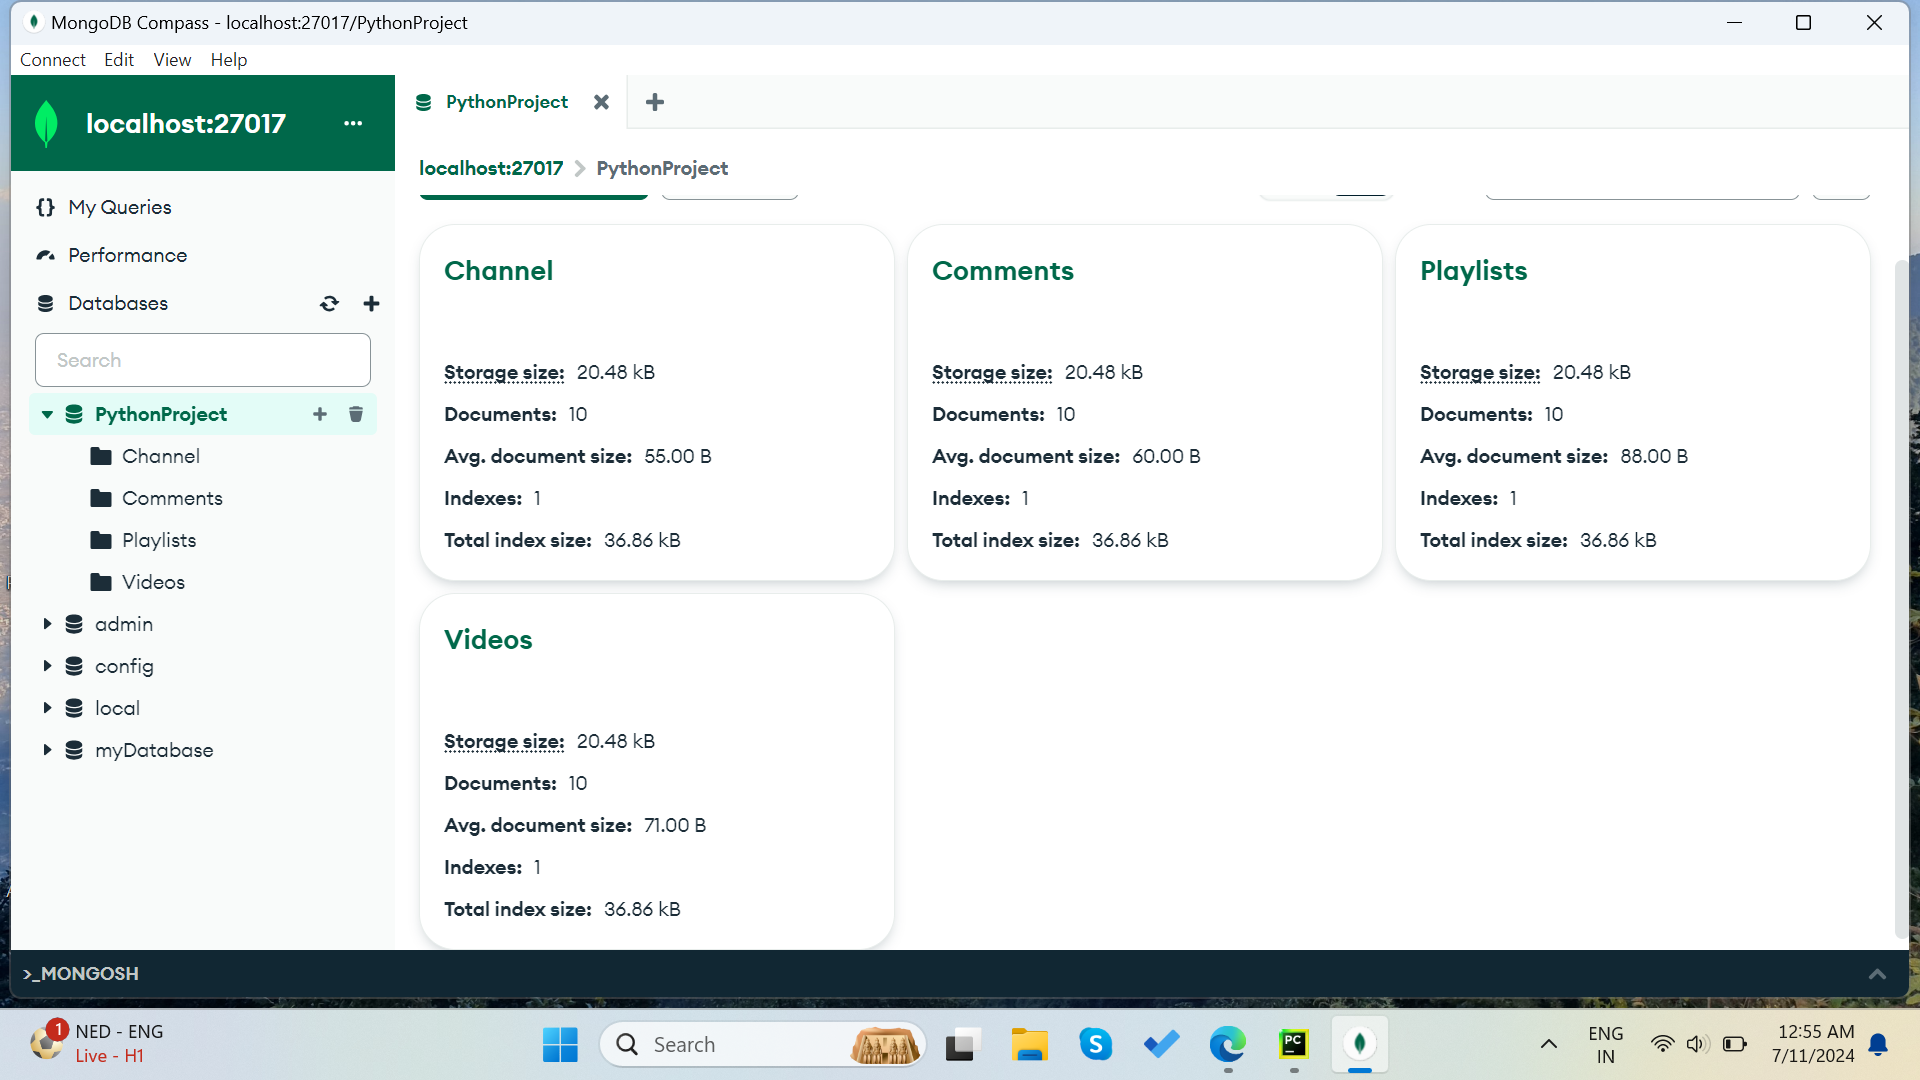 MongoDB Compass - localhost:27017/PythonProject
Connect Edit View Help
localhost:27017 ...
My Queries
Performance
Databases
Search
PythonProject
Channel
Comments
Playlists
Videos
admin
config
local
myDatabase
PythonProject
localhost:27017 > PythonProject
Channel
Storage size: 20.48 kB
Documents: 10
Avg. document size: 55.00 B
Indexes: 1
Total index size: 36.86 kB
Comments
Storage size: 20.48 kB
Documents: 10
Avg. document size: 60.00 B
Indexes: 1
Total index size: 36.86 kB
Playlists
Storage size: 20.48 kB
Documents: 10
Avg. document size: 88.00 B
Indexes: 1
Total index size: 36.86 kB
Videos
Storage size: 20.48 kB
Documents: 10
Avg. document size: 71.00 B
Indexes: 1
Total index size: 36.86 kB
>_MONGOSH
1
NED - ENG
Live - H1
Search
S
PC
ENG
IN
12:55 AM
7/11/2024